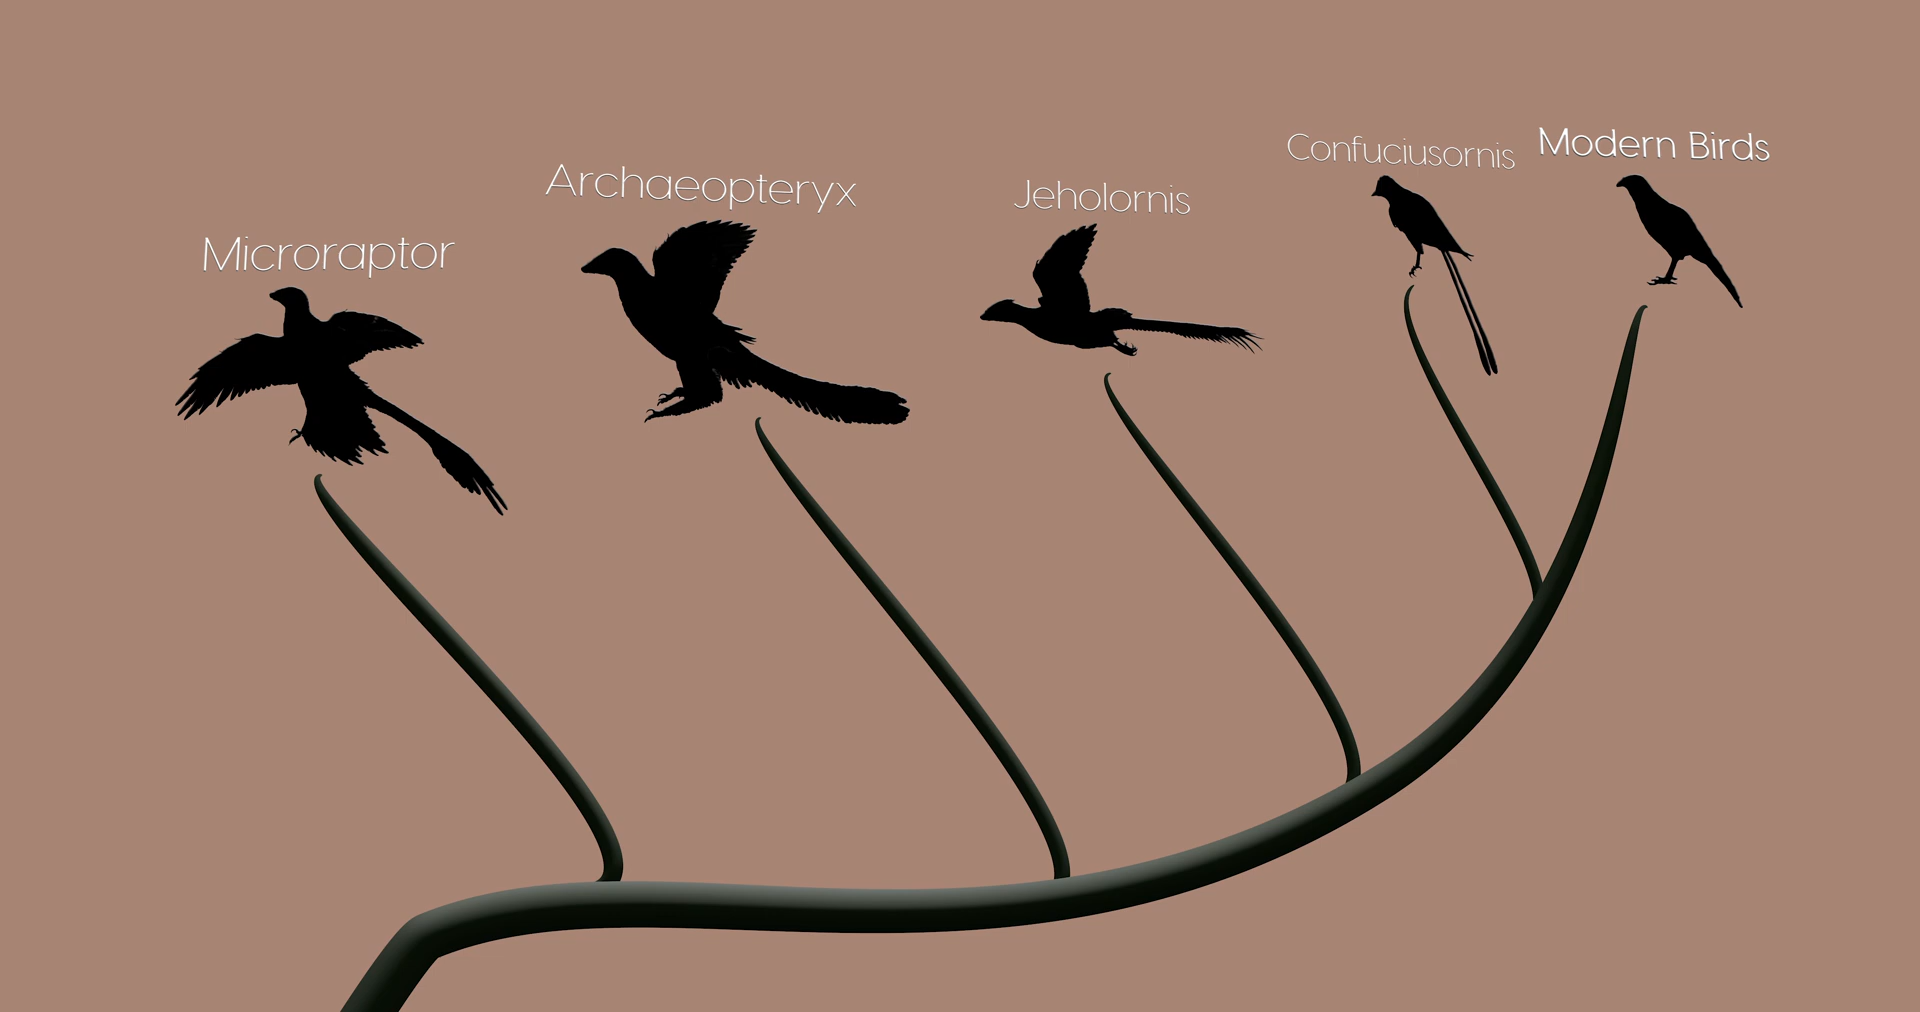 Microraptor
Archaeopteryx
Jeholornis
Confuciusornis
Modern Birds